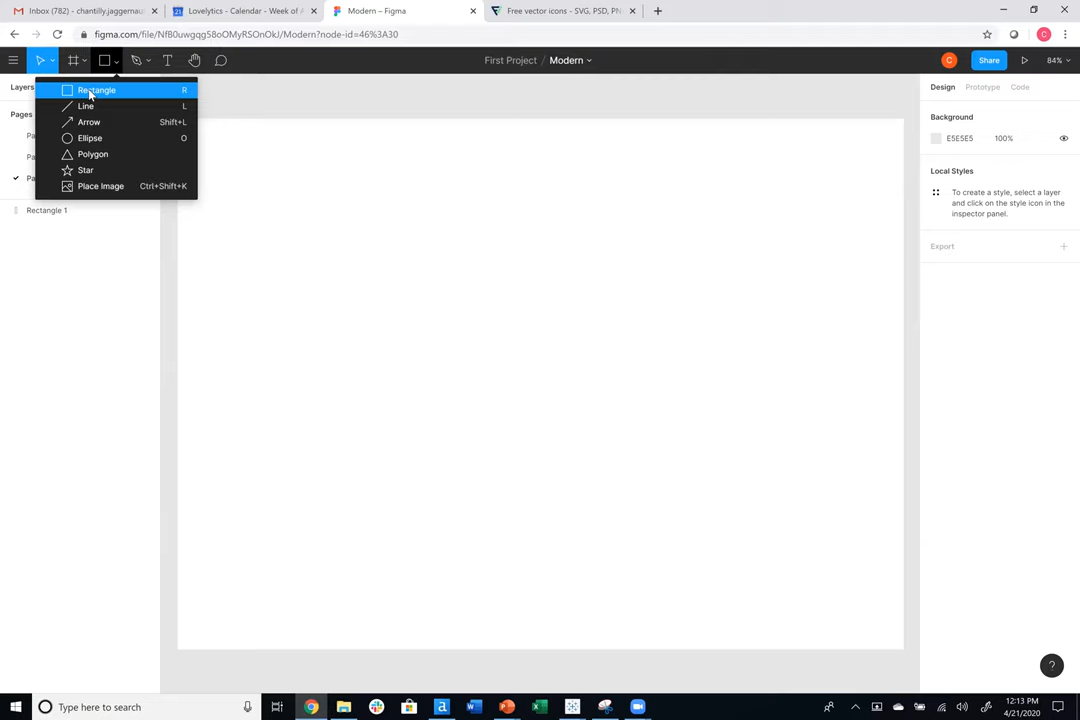 Inbox (782) - chantilly.jaggernau
Lovelytics - Calendar - Week of A
Modern – Figma
Free vector icons - SVG, PSD, PN
figma.com/file/NfB0uwgqg58oOMyRSOnOkJ/Modern?node-id=46%3A30
First Project / Modern
C
Share
84%
Layers
Rectangle R
Line L
Arrow Shift+L
Ellipse O
Polygon
Star
Place Image Ctrl+Shift+K
Pages
Pa
Pa
Pa
Rectangle 1
Design Prototype Code
Background
E5E5E5 100%
Local Styles
To create a style, select a layer
and click on the style icon in the
inspector panel.
Export
?
Type here to search
12:13 PM
4/21/2020